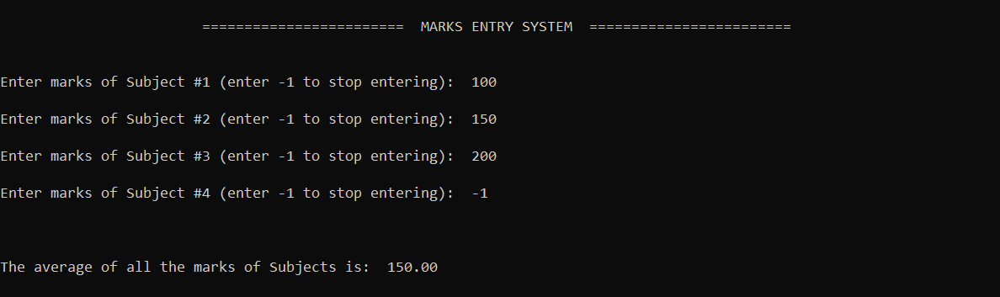 ======================== MARKS ENTRY SYSTEM ========================
Enter marks of Subject #1 (enter -1 to stop entering): 100
Enter marks of Subject #2 (enter -1 to stop entering): 150
Enter marks of Subject #3 (enter -1 to stop entering): 200
Enter marks of Subject #4 (enter -1 to stop entering): -1
The average of all the marks of Subjects is: 150.00